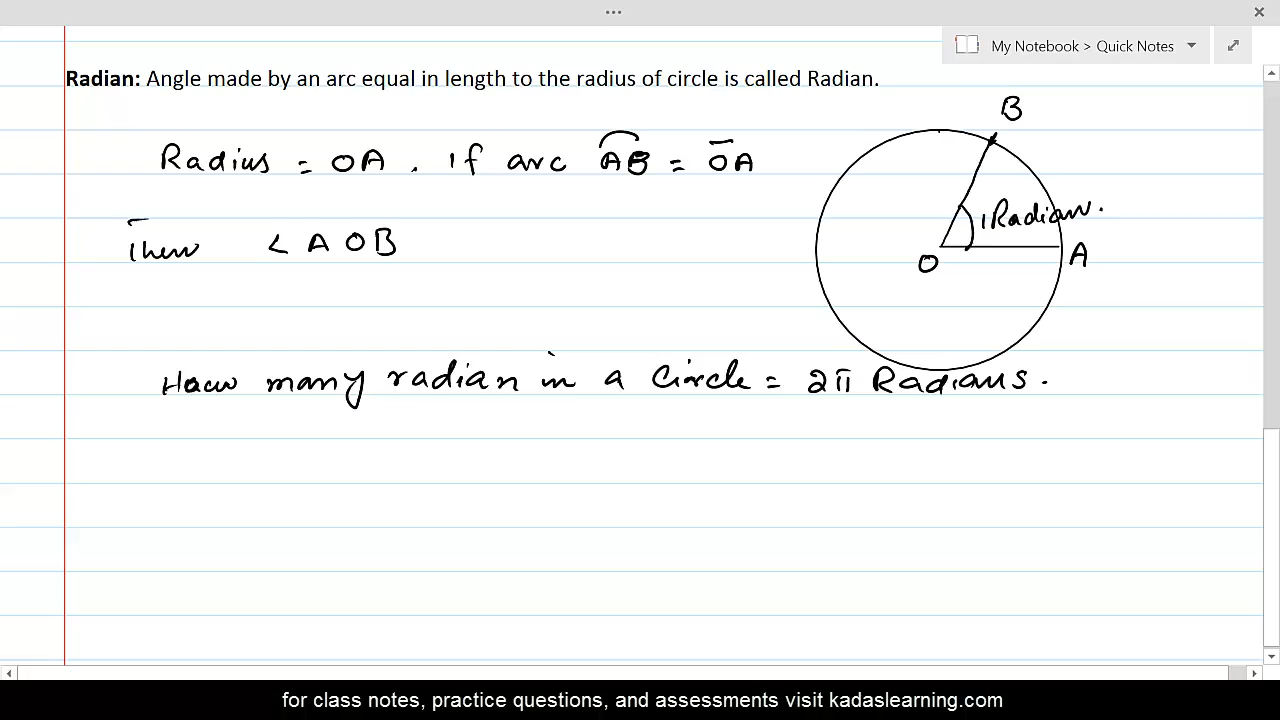 My Notebook > Quick Notes
Radian: Angle made by an arc equal in length to the radius of circle is called Radian.
B
Radius = OA . If arc AB = OA
1 Radian.
Then < A O B
O
A
How many radian in a circle = 2π Radians.
for class notes, practice questions, and assessments visit kadaslearning.com